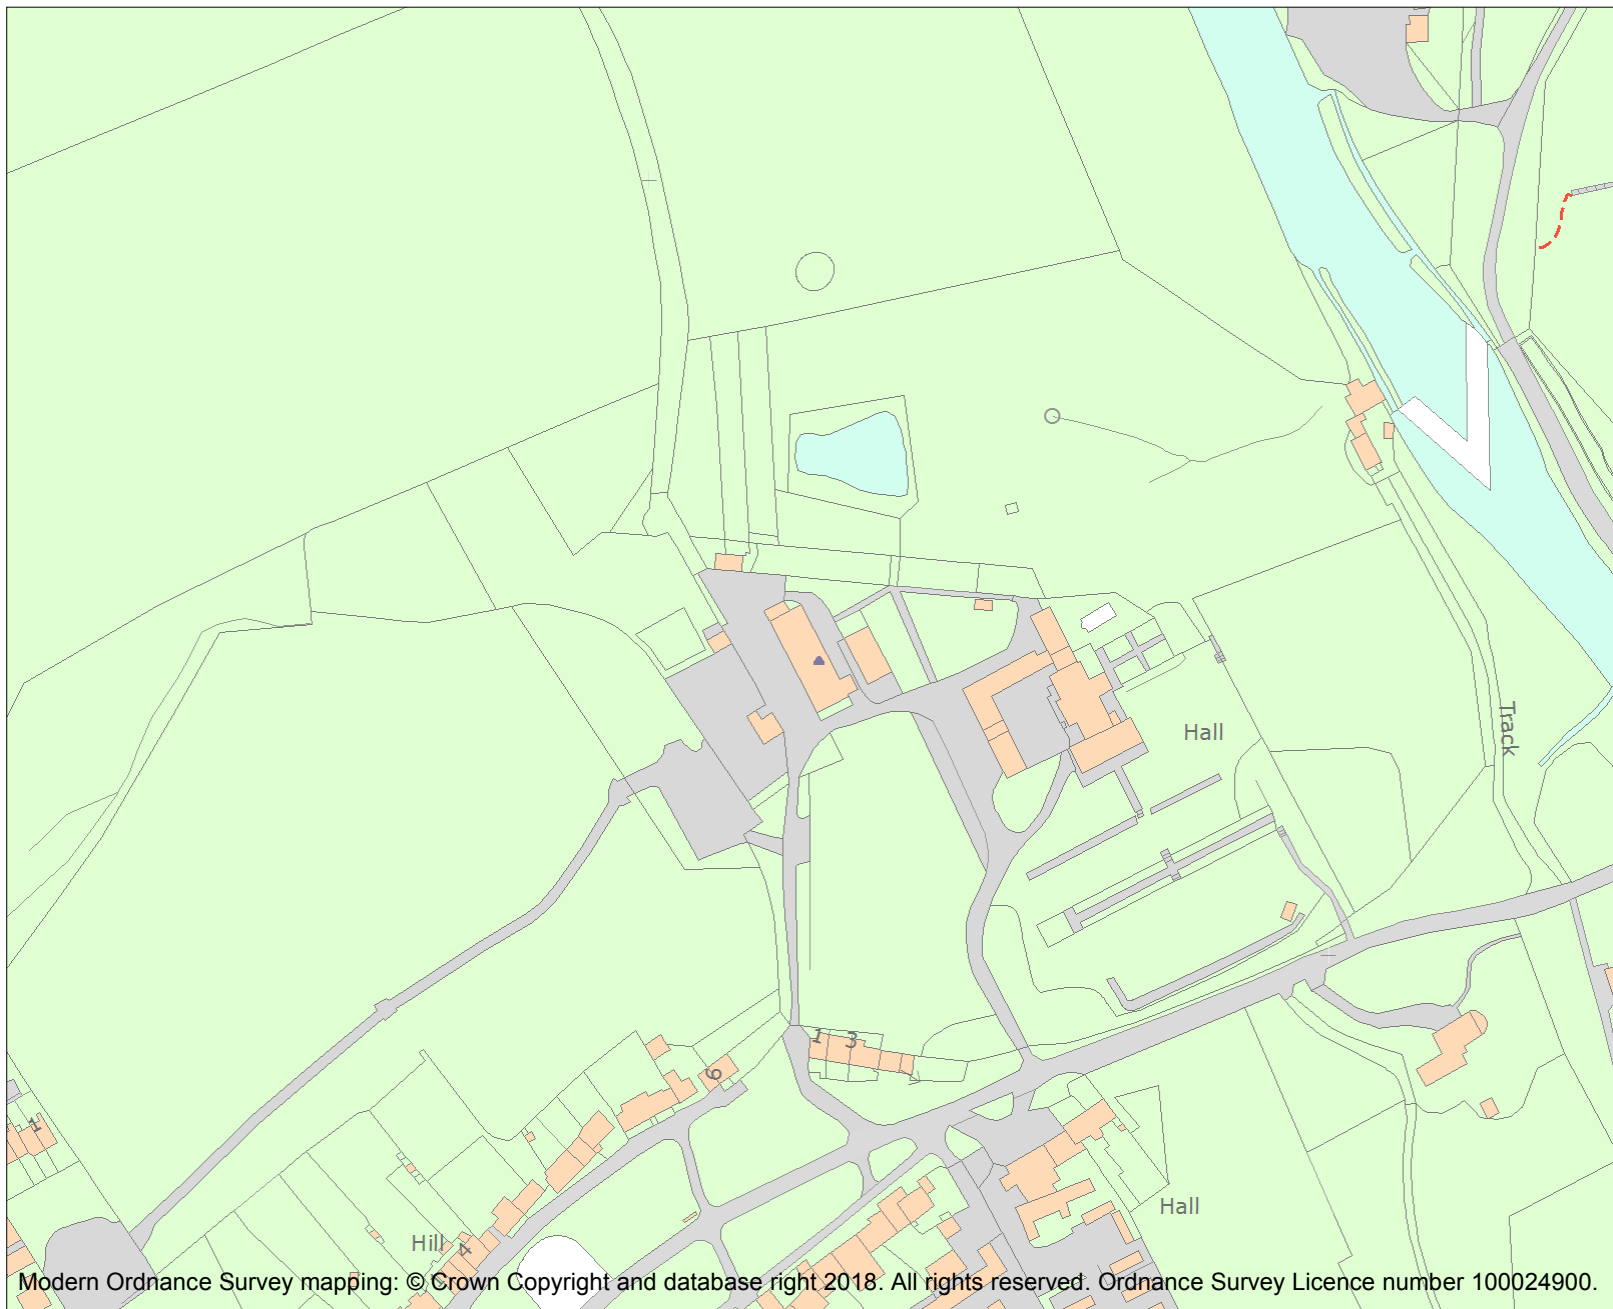 Hall
Track
1 3
6
1
Hall
Hill
4
Modern Ordnance Survey mapping: © Crown Copyright and database right 2018. All rights reserved. Ordnance Survey Licence number 100024900.